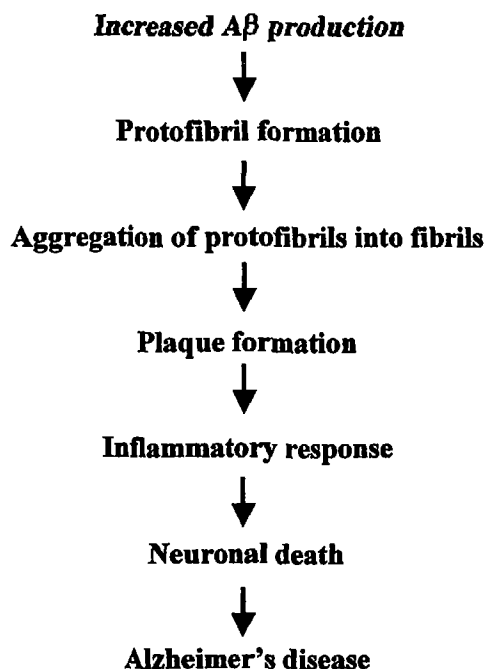 Increased Aβ production
Protofibril formation
Aggregation of protofibrils into fibrils
Plaque formation
Inflammatory response
Neuronal death
Alzheimer's disease